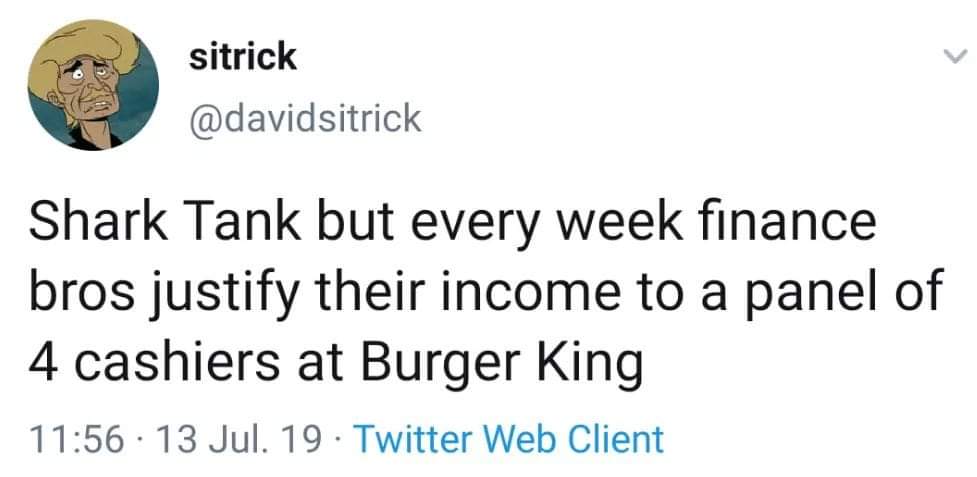 sitrick
@davidsitrick
Shark Tank but every week finance
bros justify their income to a panel of
4 cashiers at Burger King
11:56 · 13 Jul. 19 · Twitter Web Client